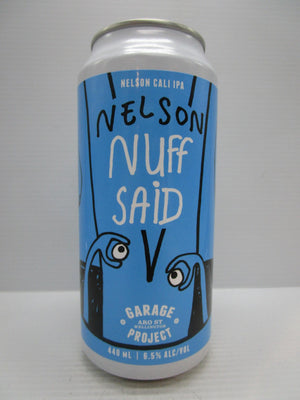 NELSON CALI IPA
NELSON
NUFF
SAiD
V
GARAGE
ARO ST
WELLINGTON
PROJECT
440 ML | 6.5% ALC/VOL